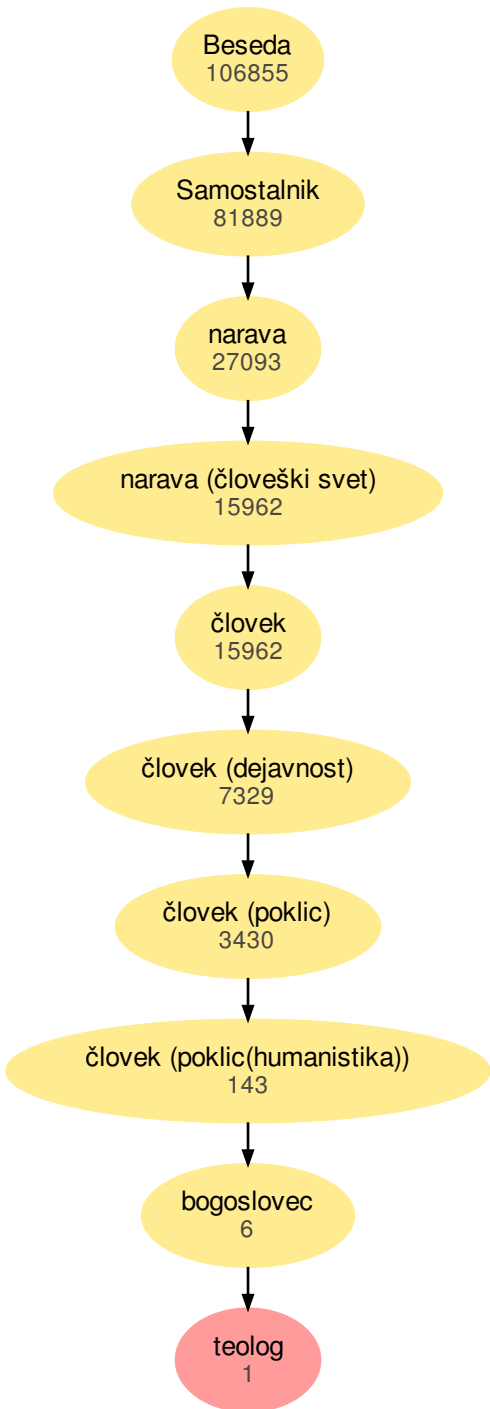 Beseda
106855
Samostalnik
81889
narava
27093
narava (človeški svet)
15962
človek
15962
človek (dejavnost)
7329
človek (poklic)
3430
človek (poklic(humanistika))
143
bogoslovec
6
teolog
1